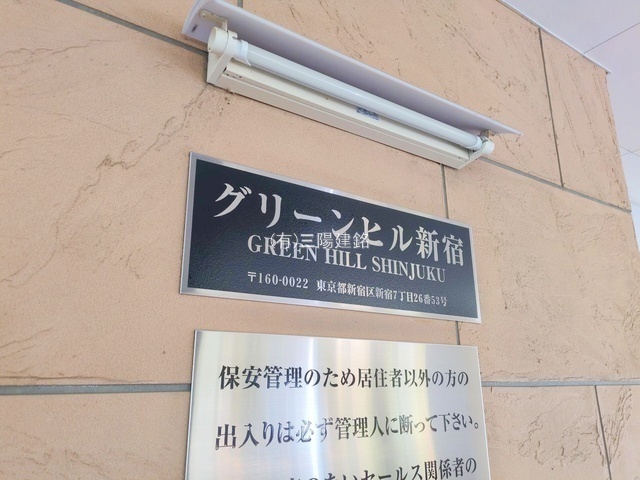 グリーンヒル新宿
(有)三陽建銘
GREEN HILL SHINJUKU
〒160-0022 東京都新宿区新宿7丁目26番53号
保安管理のため居住者以外の方の
出入りは必ず管理人に断って下さい。
のないセールス関係者の